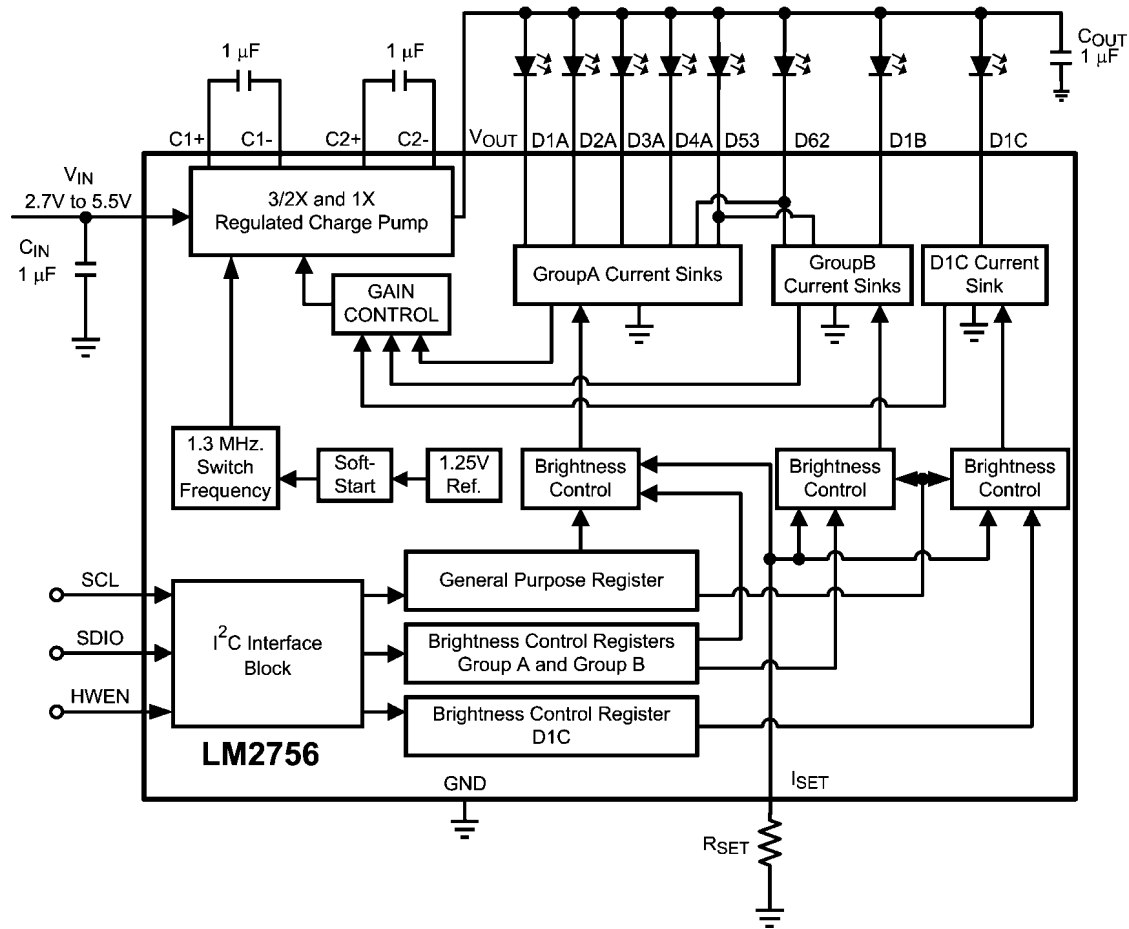 1 µF
1 µF
COUT
1 µF
C1+
C1-
C2+
C2-
VOUT
D1A
D2A
D3A
D4A
D53
D62
D1B
D1C
VIN
2.7V to 5.5V
CIN
1 µF
3/2X and 1X
Regulated Charge Pump
GAIN
CONTROL
GroupA Current Sinks
GroupB
Current Sinks
D1C Current
Sink
1.3 MHz.
Switch
Frequency
Soft-
Start
1.25V
Ref.
Brightness
Control
Brightness
Control
Brightness
Control
SCL
SDIO
HWEN
I2C Interface
Block
General Purpose Register
Brightness Control Registers
Group A and Group B
Brightness Control Register
D1C
LM2756
GND
ISET
RSET